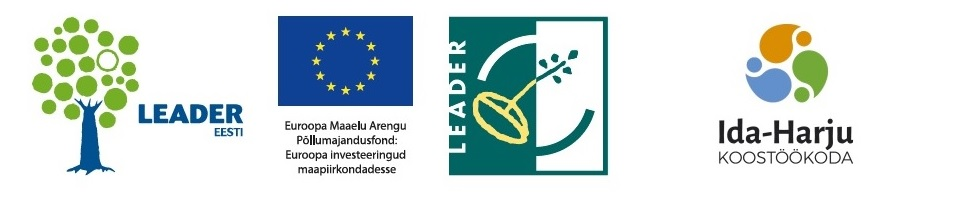 LEADER
EESTI
Euroopa Maaelu Arengu
Põllumajandusfond:
Euroopa investeeringud
maapiirkondadesse
LEADER
Ida-Harju
KOOSTÖÖKODA